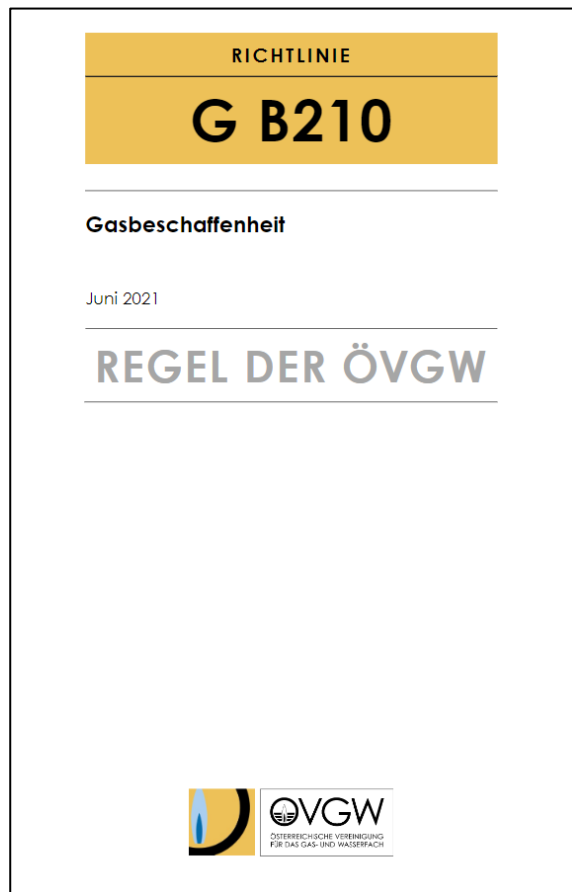 RICHTLINIE
G B210
Gasbeschaffenheit
Juni 2021
REGEL DER ÖVGW
ÖVGW
ÖSTERREICHISCHE VEREINIGUNG
FÜR DAS GAS- UND WASSERFACH